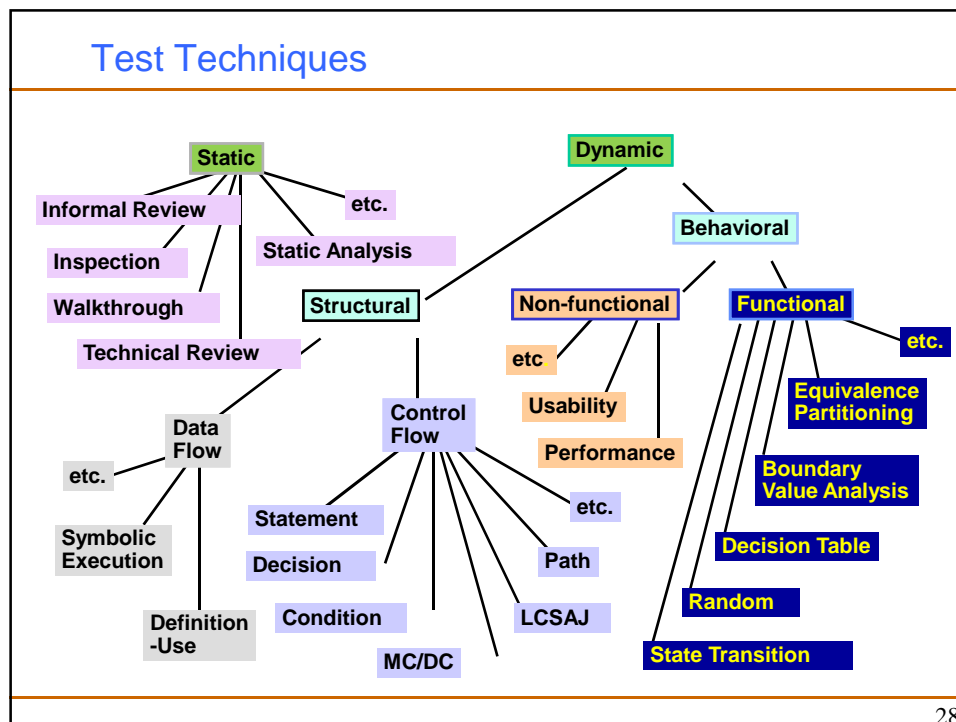 Test Techniques
Static
Dynamic
Informal Review
etc.
Behavioral
Inspection
Static Analysis
Walkthrough
Structural
Non-functional
Functional
Technical Review
etc
etc.
Usability
Equivalence
Partitioning
Data
Flow
Control
Flow
Performance
Boundary
Value Analysis
etc.
Statement
etc.
Symbolic
Execution
Decision
Path
Decision Table
Definition
-Use
Condition
LCSAJ
Random
MC/DC
State Transition
28